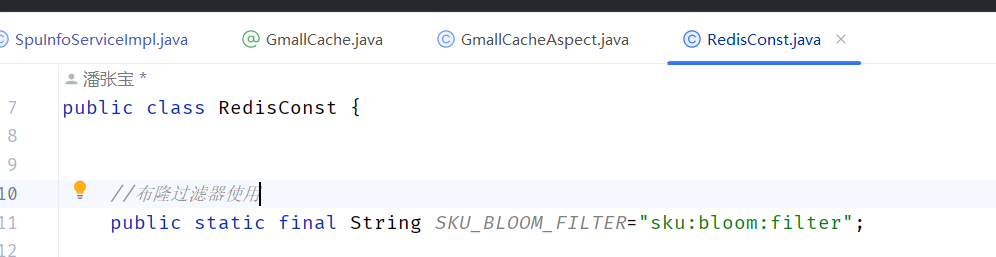 SpuInfoServiceImpl.java GmallCache.java GmallCacheAspect.java RedisConst.java
潘张宝 *
7 public class RedisConst {
8
9
10 //布隆过滤器使用
11 public static final String SKU_BLOOM_FILTER="sku:bloom:filter";
12